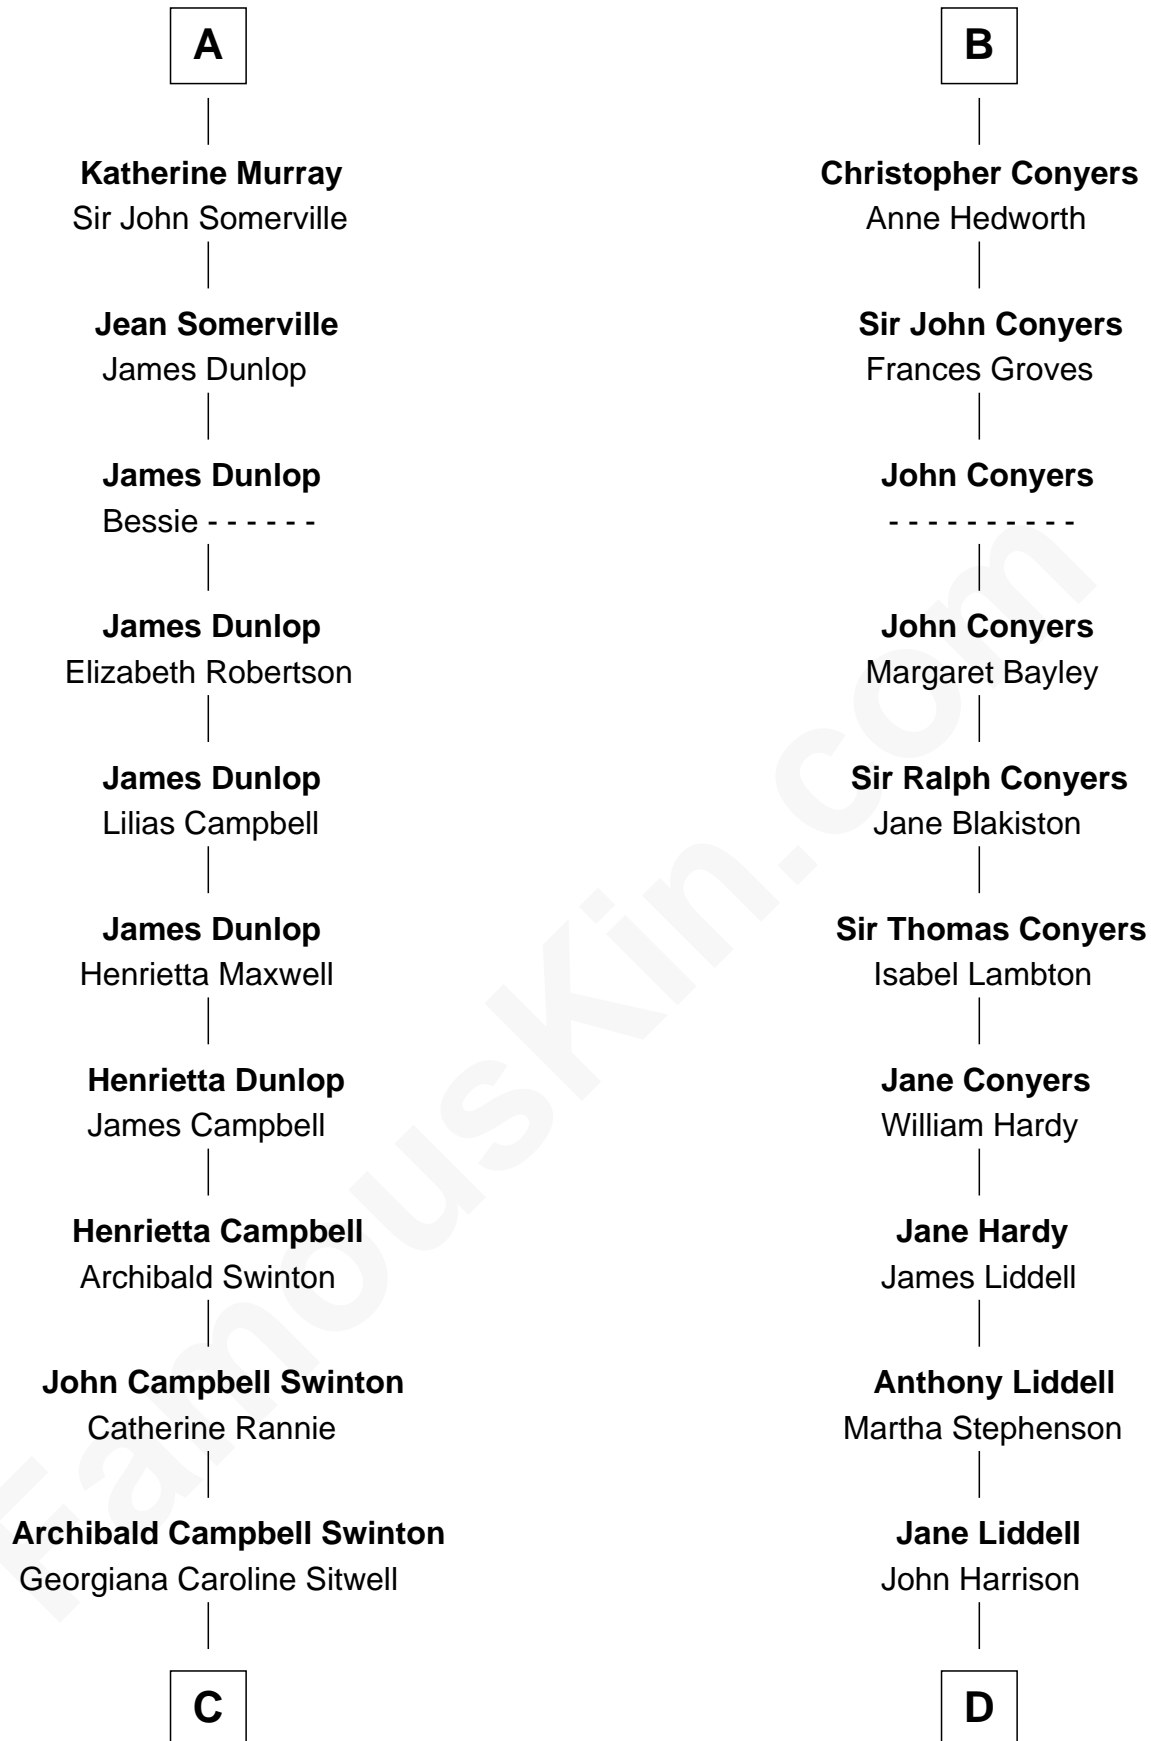 A
Katherine Murray
Sir John Somerville
Jean Somerville
James Dunlop
James Dunlop
Bessie - - - - - -
James Dunlop
Elizabeth Robertson
James Dunlop
Lilias Campbell
James Dunlop
Henrietta Maxwell
Henrietta Dunlop
James Campbell
Henrietta Campbell
Archibald Swinton
John Campbell Swinton
Catherine Rannie
Archibald Campbell Swinton
Georgiana Caroline Sitwell
C
B
Christopher Conyers
Anne Hedworth
Sir John Conyers
Frances Groves
John Conyers
- - - - - - - - - -
John Conyers
Margaret Bayley
Sir Ralph Conyers
Jane Blakiston
Sir Thomas Conyers
Isabel Lambton
Jane Conyers
William Hardy
Jane Hardy
James Liddell
Anthony Liddell
Martha Stephenson
Jane Liddell
John Harrison
D
FamousKin.com